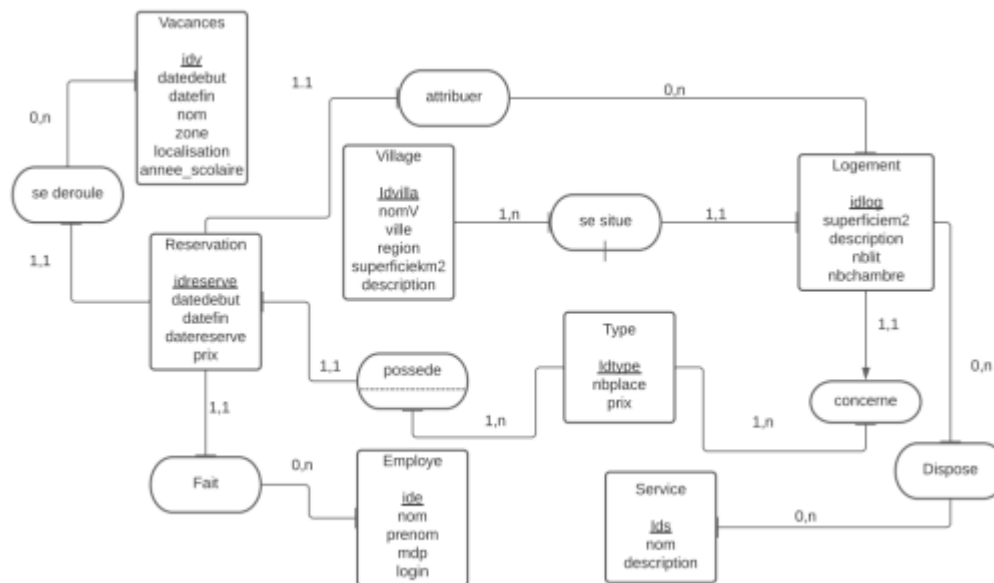 Vacances
idv
datedebut
datefin
nom
zone
localisation
annee_scolaire
1.1
attribuer
0,n
0,n
se deroule
1,1
Village
Idvilla
nomV
ville
region
superficiekm2
description
1,n
se situe
1,1
Logement
idlog
superficiem2
description
nblit
nbchambre
Reservation
idreserve
datedebut
datefin
datereserve
prix
1,1
possede
1,n
Type
Idtype
nbplace
prix
1,n
1,1
concerne
0,n
Dispose
1,1
Fait
0,n
Employe
ide
nom
prenom
mdp
login
Service
Ids
nom
description
0,n